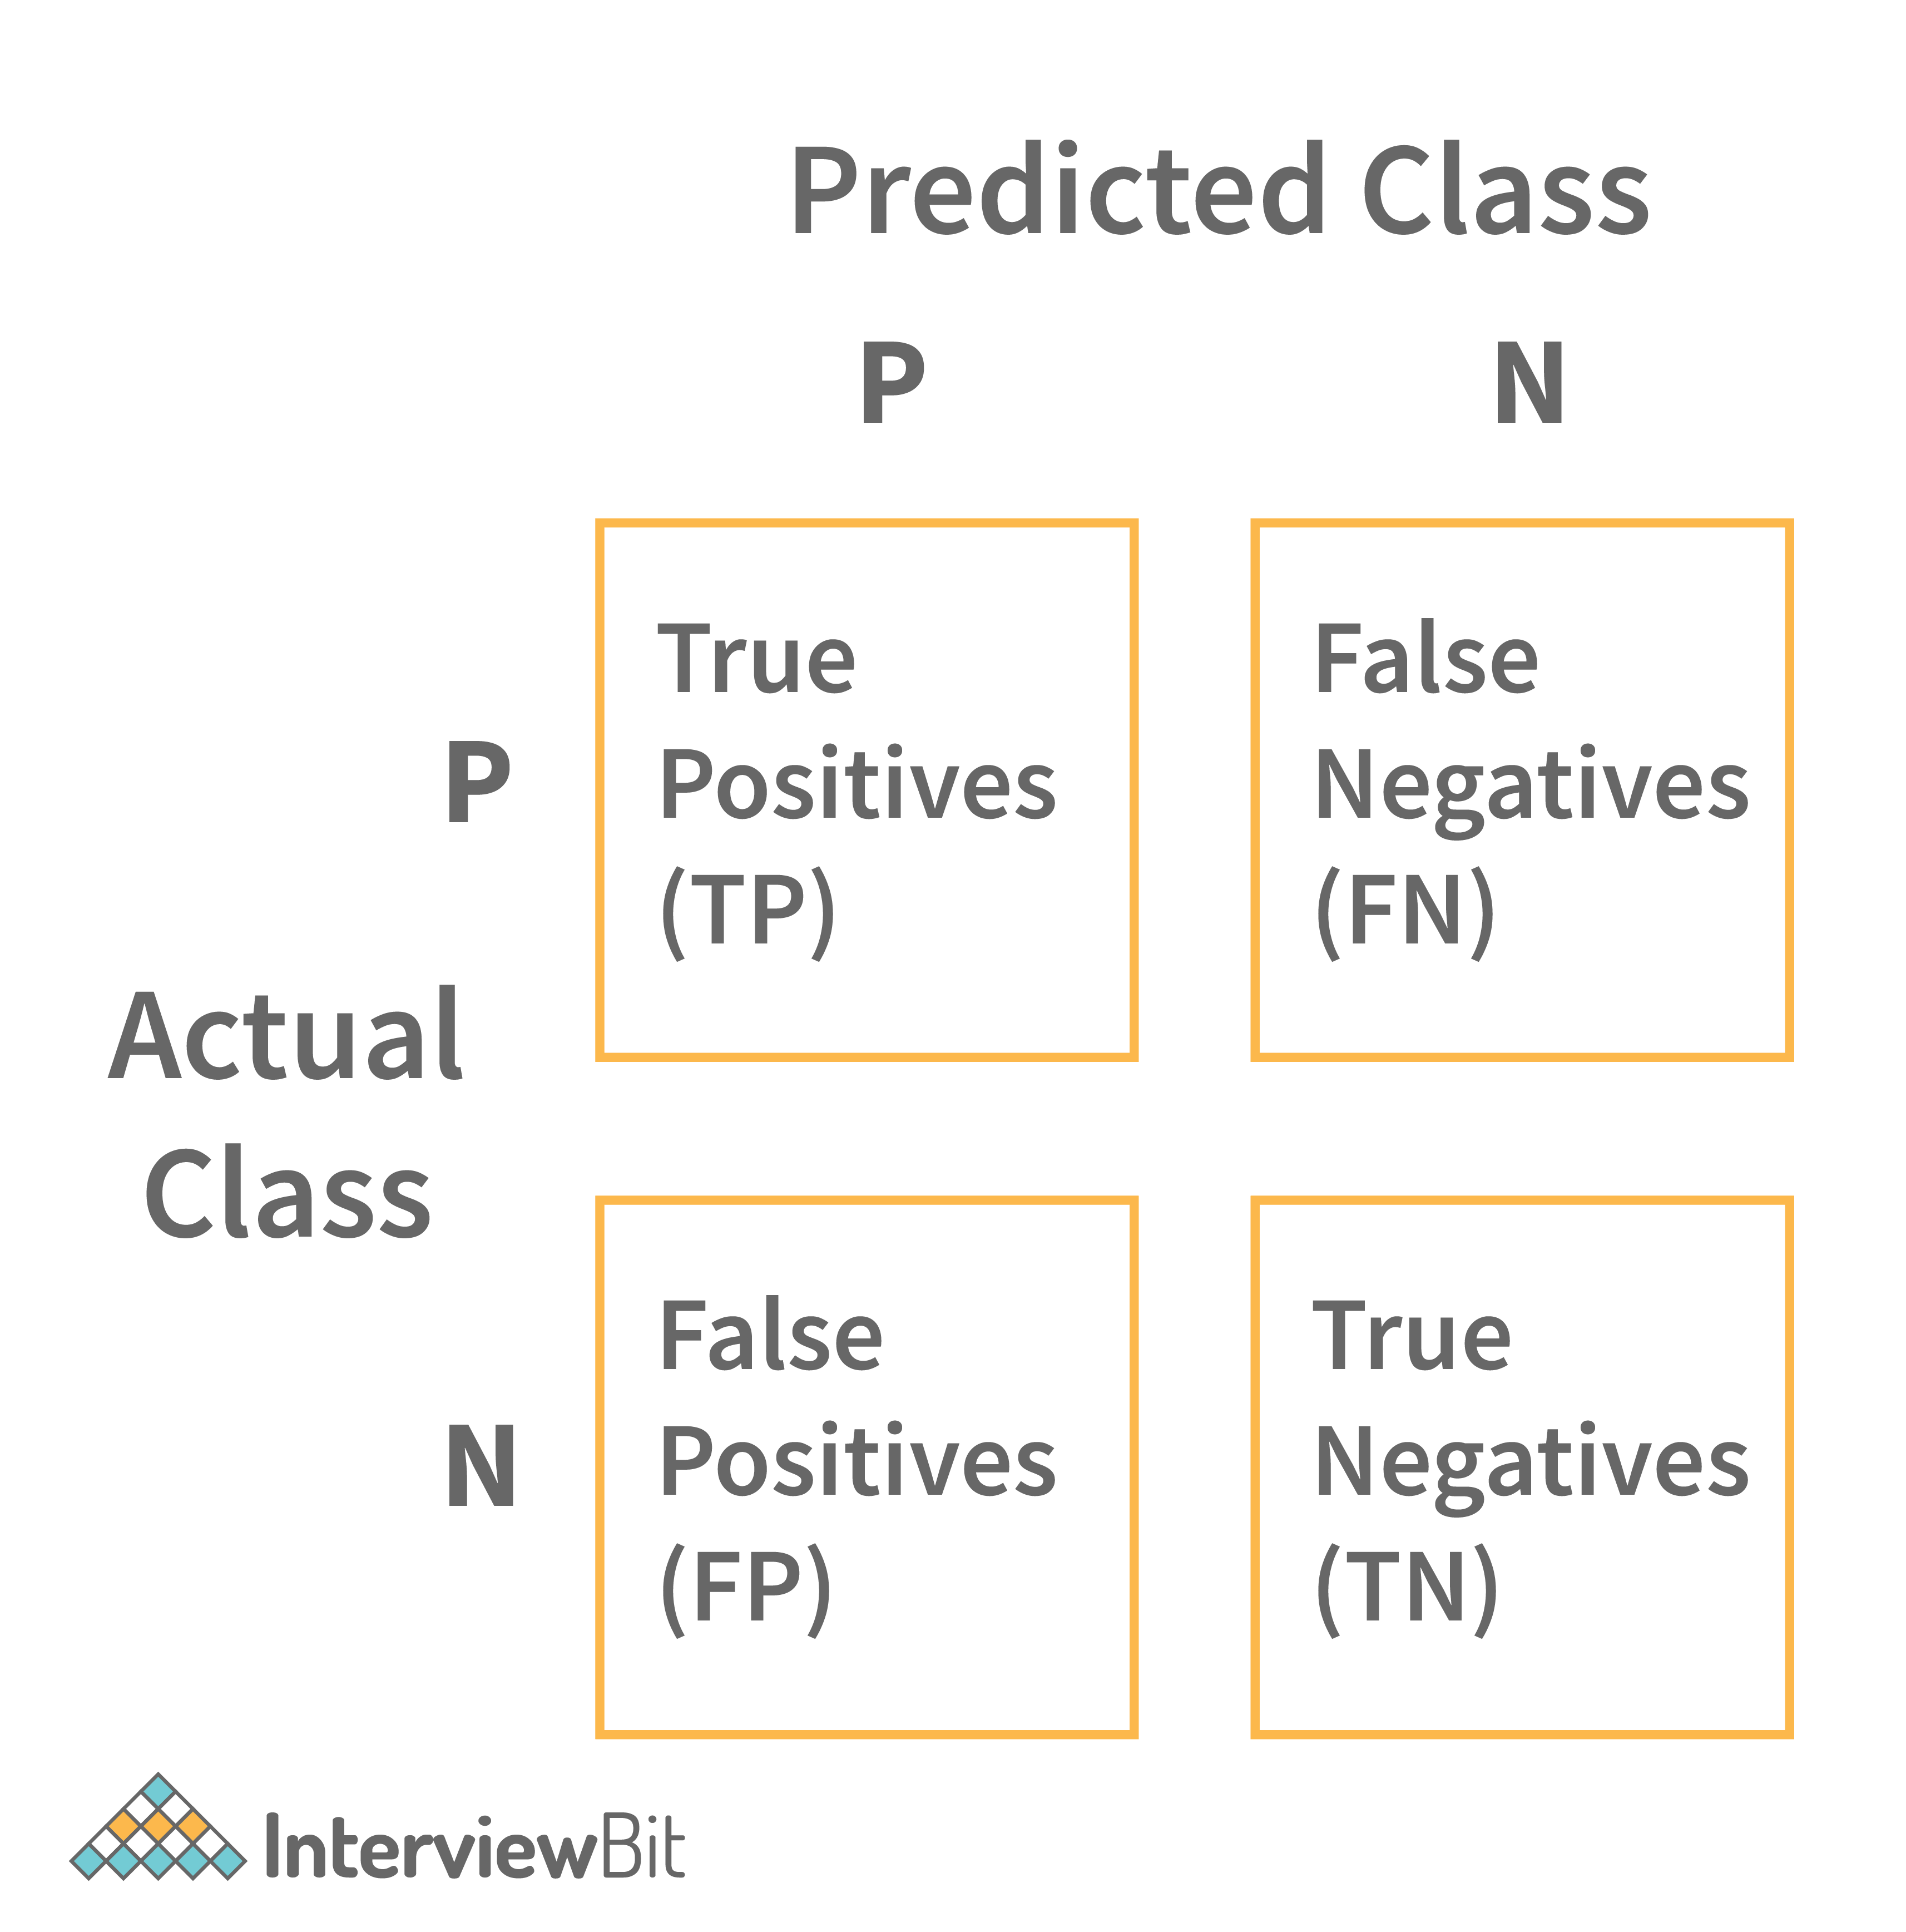 Predicted Class
P
N
P
True
Positives
(TP)
False
Negatives
(FN)
Actual
Class
N
False
Positives
(FP)
True
Negatives
(TN)
InterviewBit